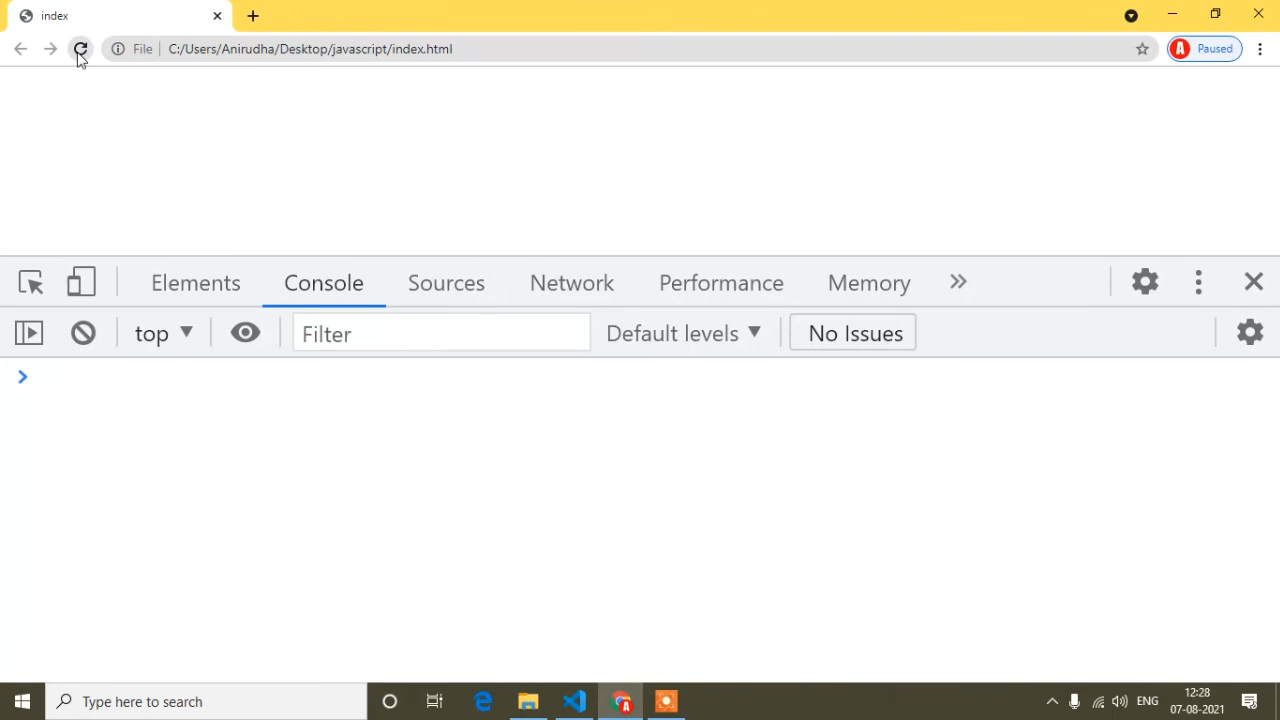 index
File C:/Users/Anirudha/Desktop/javascript/index.html
A Paused
Elements Console Sources Network Performance Memory
top Filter Default levels No Issues
Type here to search
A
ENG
12:28
07-08-2021